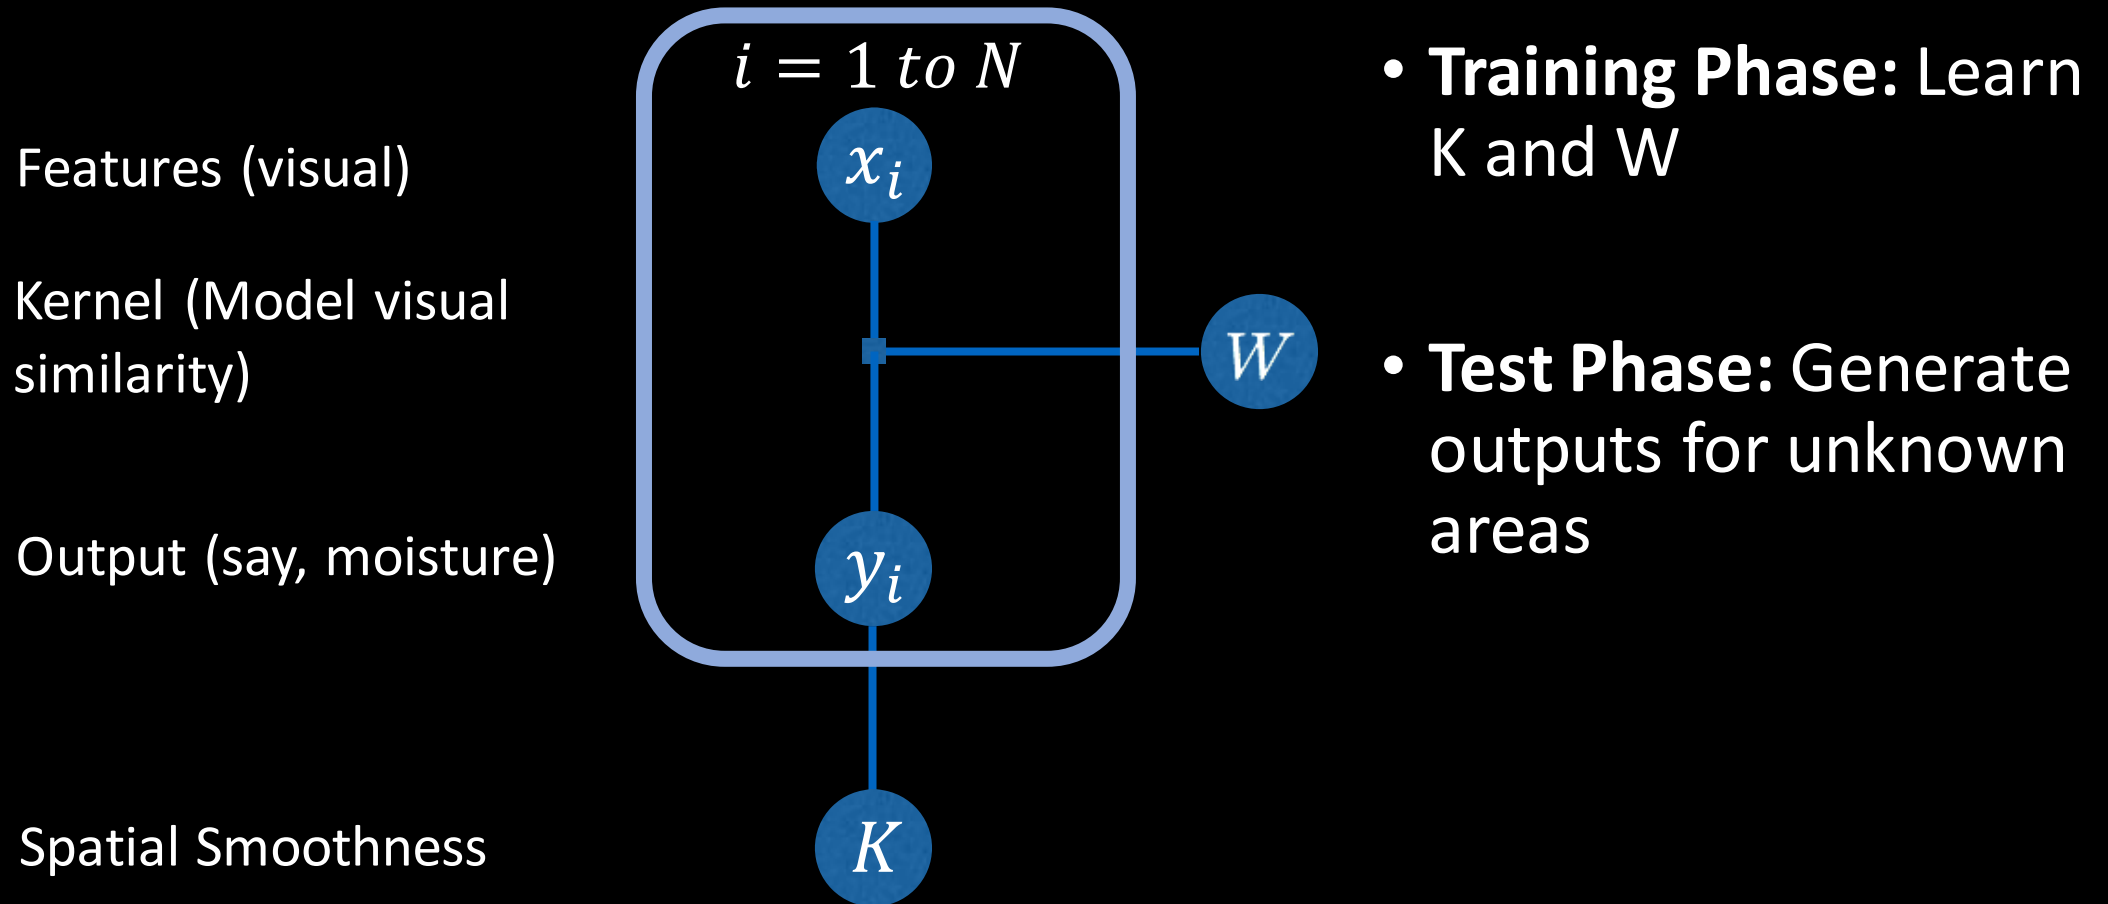 i = 1 to N
Features (visual)
x_i
Kernel (Model visual
similarity)
W
Output (say, moisture)
y_i
Spatial Smoothness
K
• Training Phase: Learn
K and W
• Test Phase: Generate
outputs for unknown
areas